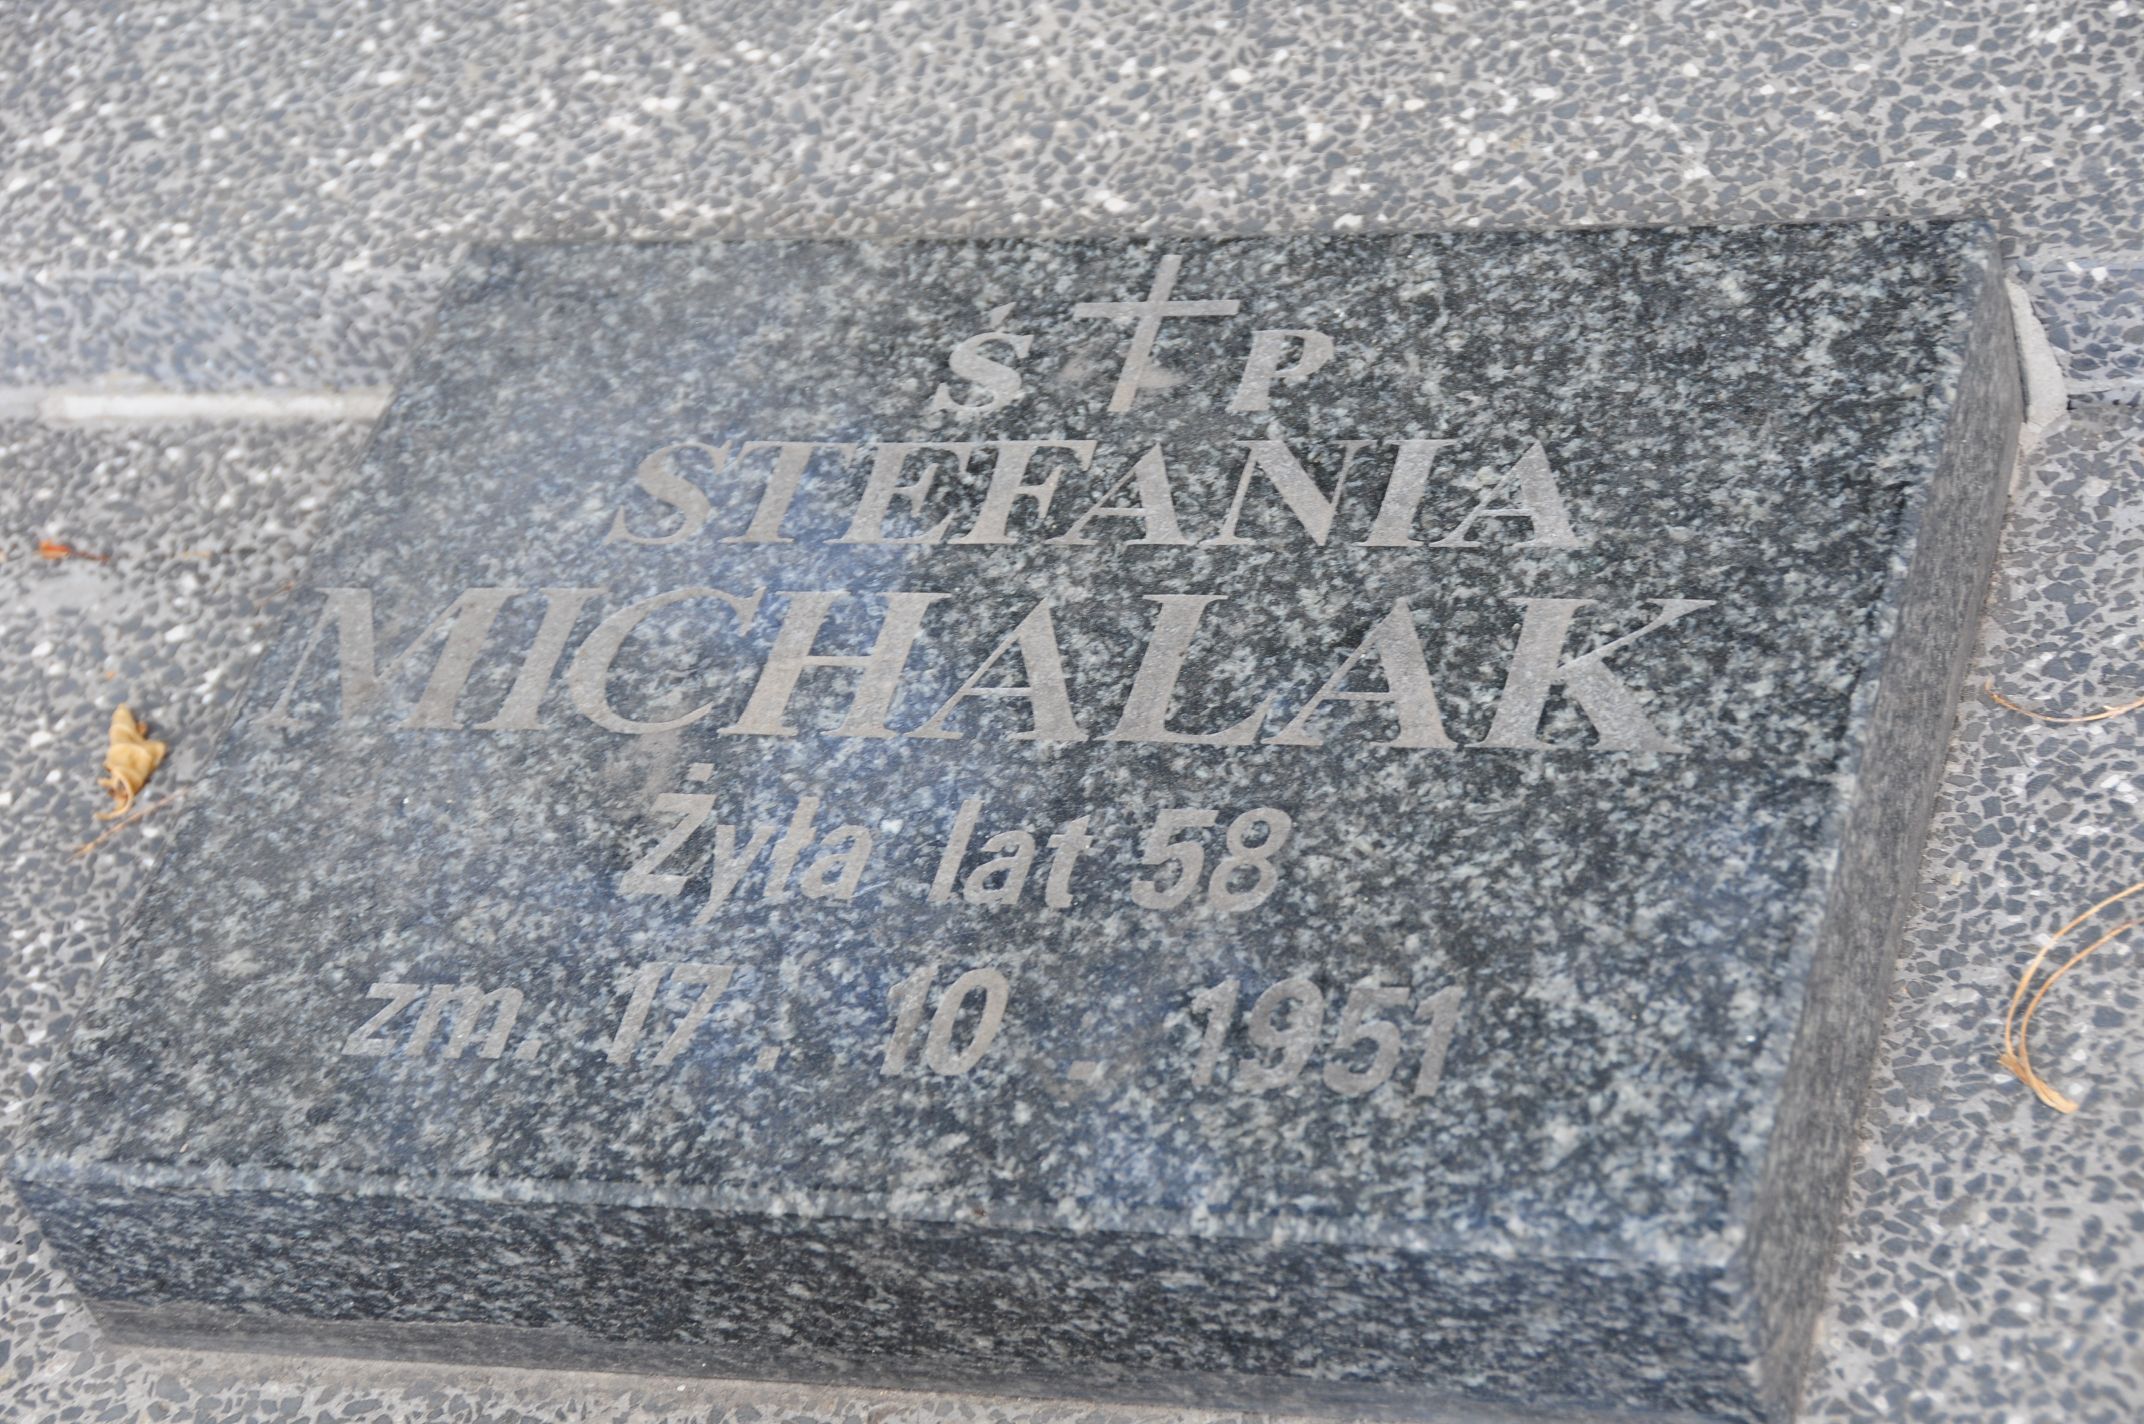 Ś P
STEFANIA
MICHALAK
Żyła lat 58
zm. 17. 10. 1951